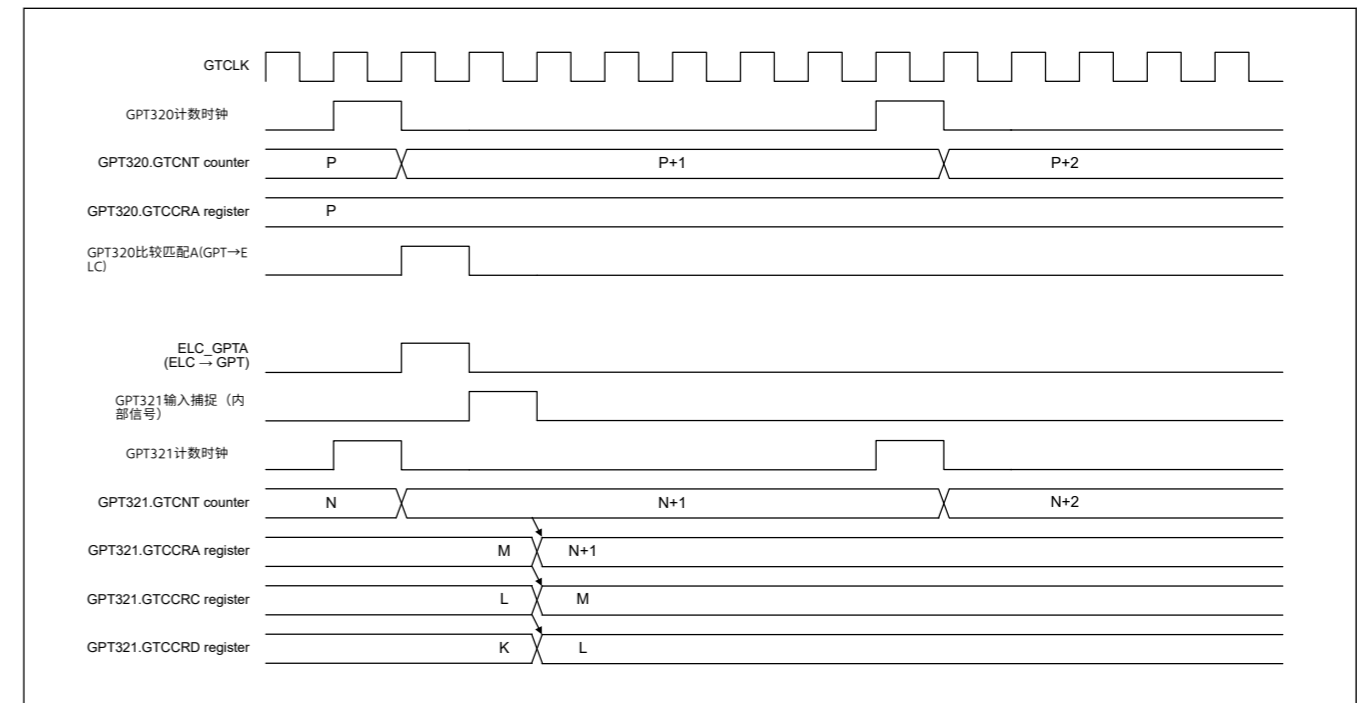 GTCLK
GPT320计数时钟
GPT320.GTCNT counter
P
P+1
P+2
GPT320.GTCCRA register
P
GPT320比较匹配A(GPT→E
LC)
ELC_GPTA
(ELC → GPT)
GPT321输入捕捉（内
部信号）
GPT321计数时钟
GPT321.GTCNT counter
N
N+1
N+2
GPT321.GTCCRA register
M
N+1
GPT321.GTCCRC register
L
M
GPT321.GTCCRD register
K
L